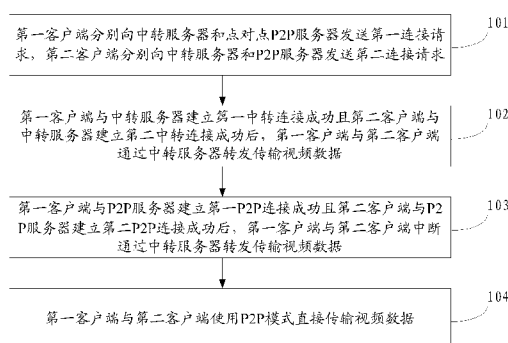 第一客户端分别向中转服务器和点对点P2P服务器发送第一连接请
求，第二客户端分别向中转服务器和P2P服务器发送第二连接请求
101
第一客户端与中转服务器建立第一中转连接成功且第二客户端与
中转服务器建立第二中转连接成功后，第一客户端与第二客户端
通过中转服务器转发传输视频数据
102
第一客户端与P2P服务器建立第一P2P连接成功且第二客户端与P2
P服务器建立第二P2P连接成功后，第一客户端与第二客户端中断
通过中转服务器转发传输视频数据
103
第一客户端与第二客户端使用P2P模式直接传输视频数据
104